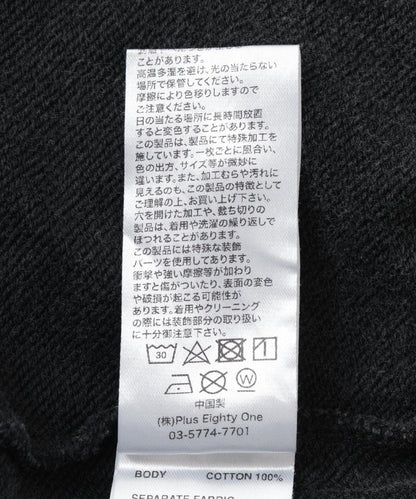 ことがあります。
高温多湿を避け、光の当たらない
場所で保管してください。
摩擦により色移りしますので
ご注意ください。
日の当たる場所に長時間放置
すると変色することがあります。
この製品は、製品にて特殊加工を
施しています。一枚ごとに風合い、
色の出方、サイズ等が微妙に
違います。また、加工むらや汚れに
見えるのも、この製品の特徴として
ご理解の上、お買い上げ下さい。
穴を開けた加工や、裁ち切りの
製品は、着用や洗濯の繰り返しで
ほつれることがあります。
この製品には特殊な装飾
パーツを使用してあります。
衝撃や強い摩擦等が加わり
ますと傷がついたり、表面の変色
や破損が起こる可能性が
あります。着用やクリーニング
の際には装飾部分の取り扱い
に十分御注意下さい。
30
W
中国製
(株)Plus Eighty One
03-5774-7701
BODY COTTON 100%
SEPARATE FABRIC